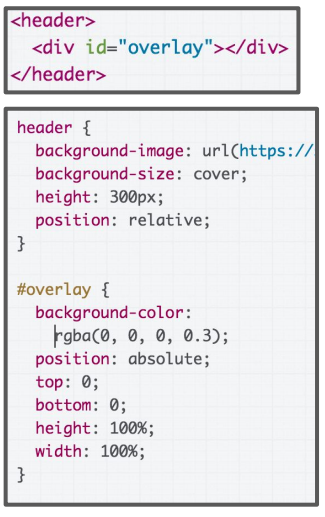 <header>
  <div id="overlay"></div>
</header>
header {
  background-image: url(https://
  background-size: cover;
  height: 300px;
  position: relative;
}
#overlay {
  background-color:
    rgba(0, 0, 0, 0.3);
  position: absolute;
  top: 0;
  bottom: 0;
  height: 100%;
  width: 100%;
}